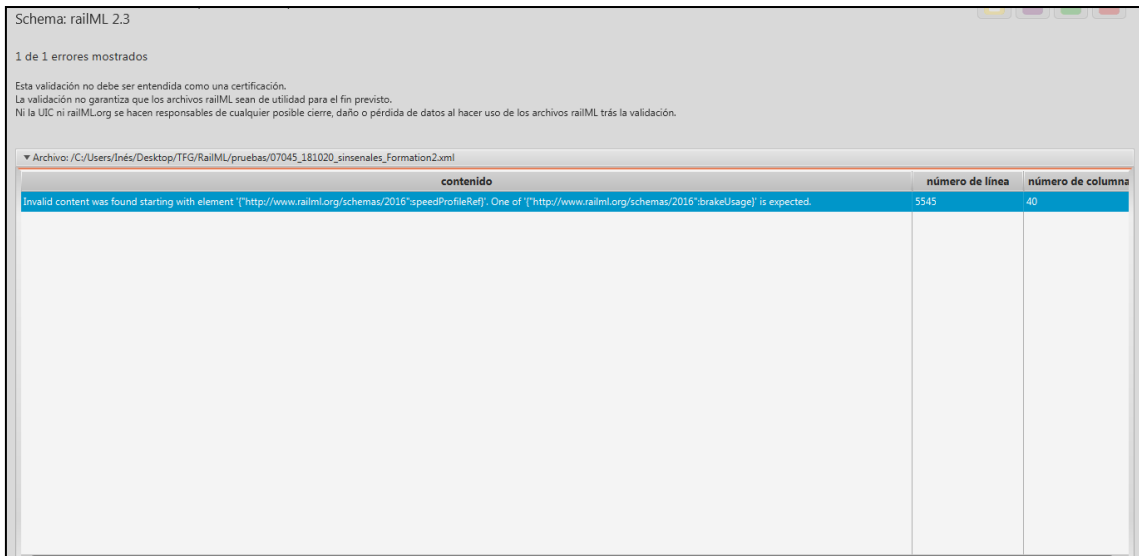 Schema: railML 2.3
1 de 1 errores mostrados
Esta validación no debe ser entendida como una certificación.
La validación no garantiza que los archivos railML sean de utilidad para el fin previsto.
Ni la UIC ni railML.org se hacen responsables de cualquier posible cierre, daño o pérdida de datos al hacer uso de los archivos railML trás la validación.
▼ Archivo: /C:/Users/Inés/Desktop/TFG/RailML/pruebas/07045_181020_sinsenales_Formation2.xml
contenido número de línea número de columna
Invalid content was found starting with element '{"http://www.railml.org/schemas/2016":speedProfileRef}'. One of '{"http://www.railml.org/schemas/2016":brakeUsage}' is expected. 5545 40